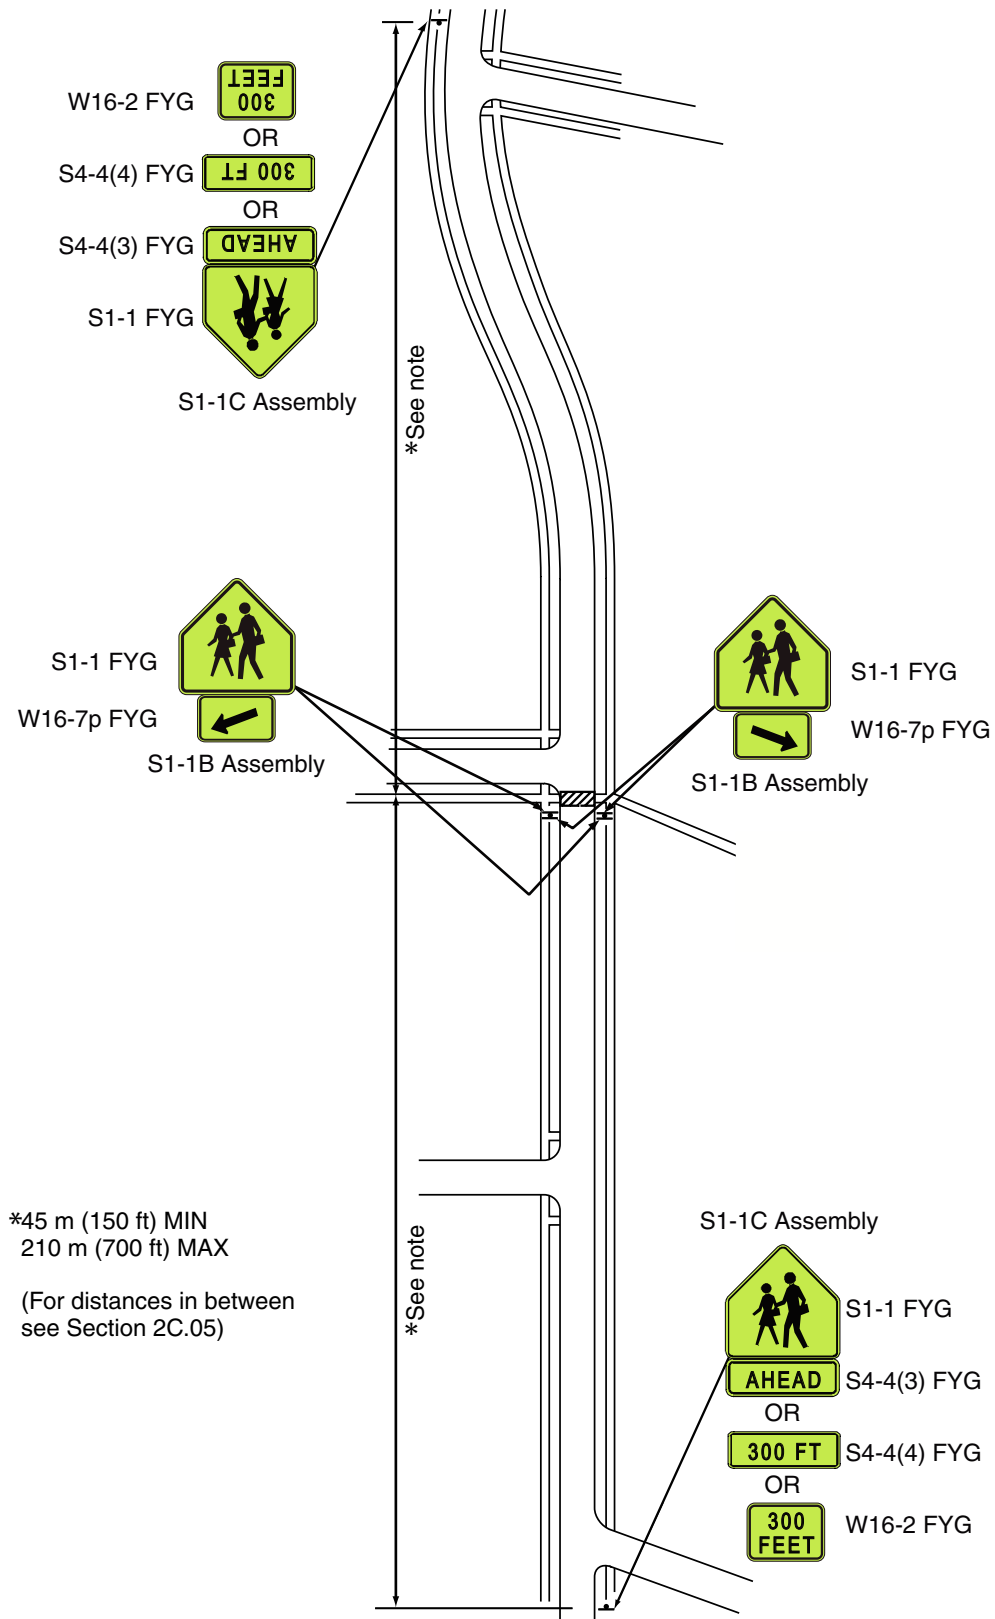 FEET
300
W16-2 FYG
OR
S4-4(4) FYG
300 FT
OR
S4-4(3) FYG
AHEAD
S1-1 FYG
S1-1C Assembly
*See note
S1-1 FYG
W16-7p FYG
S1-1B Assembly
S1-1 FYG
W16-7p FYG
S1-1B Assembly
*45 m (150 ft) MIN
210 m (700 ft) MAX
(For distances in between
see Section 2C.05)
*See note
S1-1C Assembly
S1-1 FYG
AHEAD
S4-4(3) FYG
OR
300 FT
S4-4(4) FYG
OR
300
FEET
W16-2 FYG